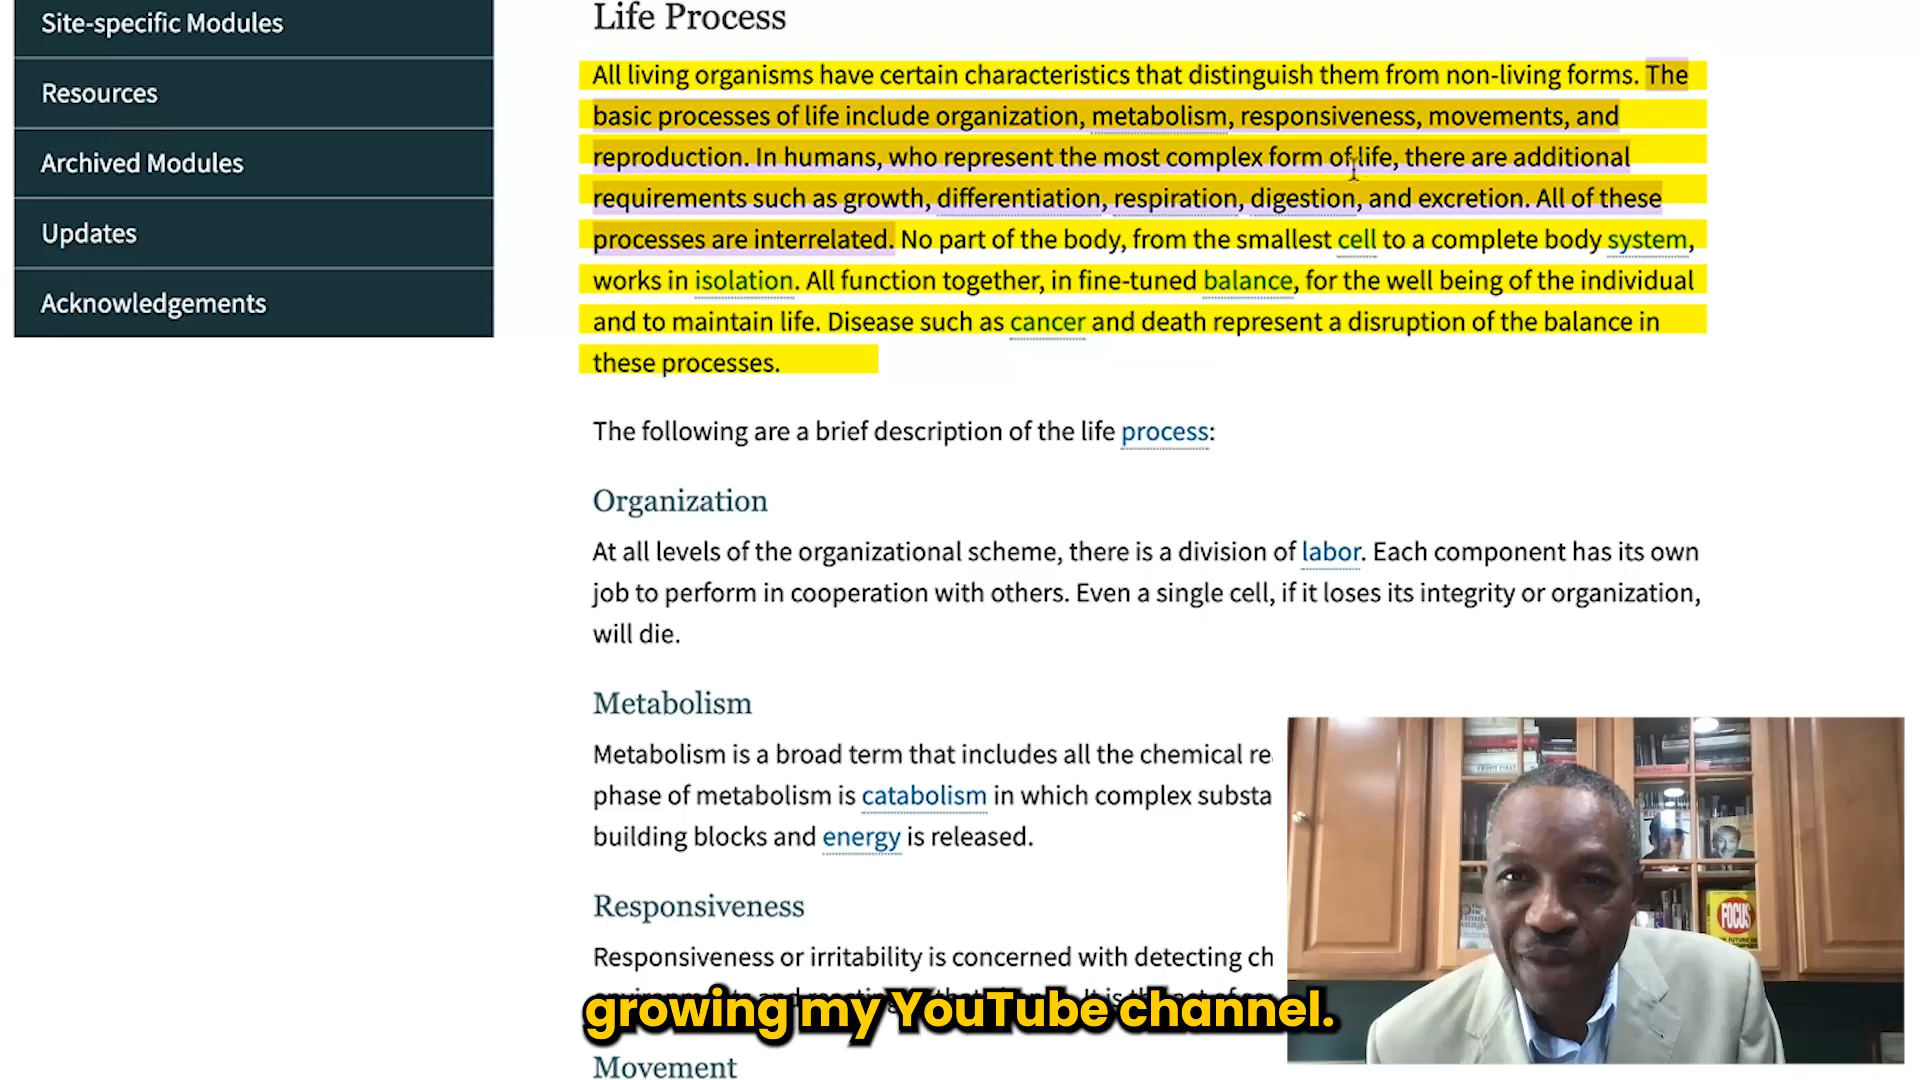 Site-specific Modules
Resources
Archived Modules
Updates
Acknowledgements
Life Process
All living organisms have certain characteristics that distinguish them from non-living forms. The
basic processes of life include organization, metabolism, responsiveness, movements, and
reproduction. In humans, who represent the most complex form of life, there are additional
requirements such as growth, differentiation, respiration, digestion, and excretion. All of these
processes are interrelated. No part of the body, from the smallest cell to a complete body system,
works in isolation. All function together, in fine-tuned balance, for the well being of the individual
and to maintain life. Disease such as cancer and death represent a disruption of the balance in
these processes.
The following are a brief description of the life process:
Organization
At all levels of the organizational scheme, there is a division of labor. Each component has its own
job to perform in cooperation with others. Even a single cell, if it loses its integrity or organization,
will die.
Metabolism
Metabolism is a broad term that includes all the chemical re
phase of metabolism is catabolism in which complex substa
building blocks and energy is released.
Responsiveness
Responsiveness or irritability is concerned with detecting ch
growing my YouTube channel.
Movement
FOCUS